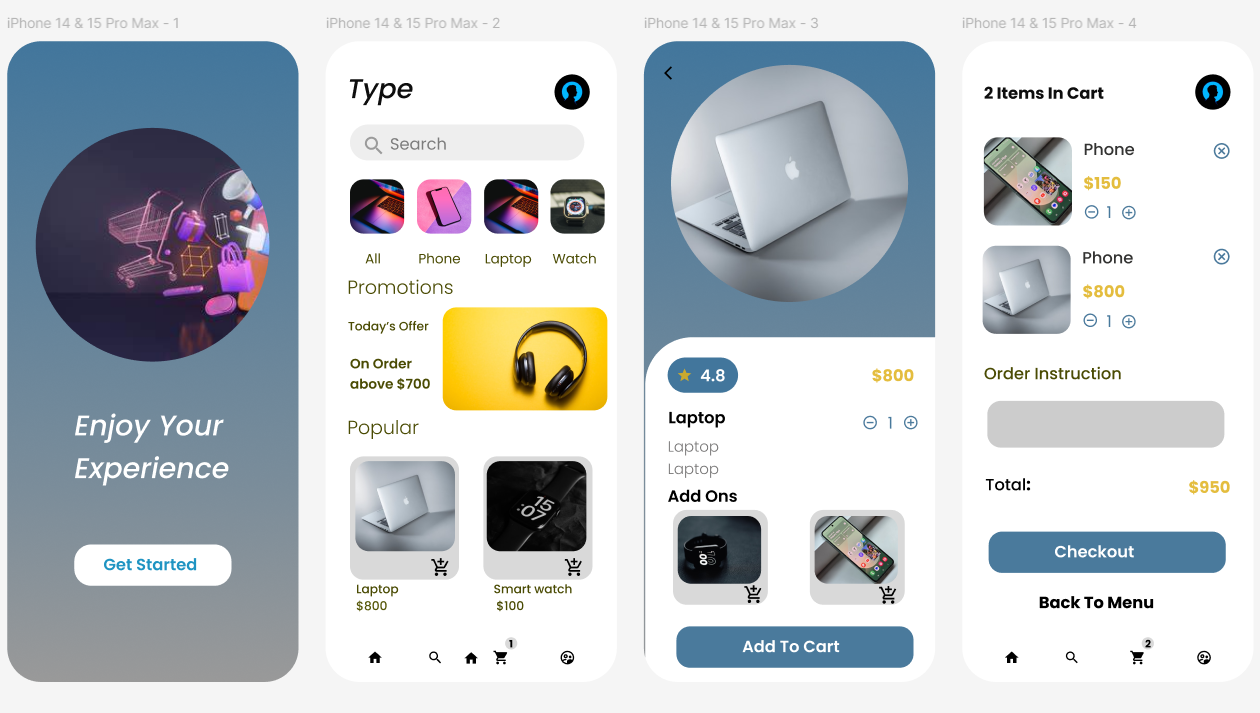 iPhone 14 & 15 Pro Max - 1
Enjoy Your
Experience
Get Started
iPhone 14 & 15 Pro Max - 2
Type
Search
All Phone Laptop Watch
Promotions
Today's Offer
On Order
above $700
Popular
15
07
Laptop
$800
Smart watch
$100
1
iPhone 14 & 15 Pro Max - 3
4.8
$800
Laptop
1
Laptop
Laptop
Add Ons
Add To Cart
iPhone 14 & 15 Pro Max - 4
2 Items In Cart
Phone
$150
1
Phone
$800
1
Order Instruction
Total:
$950
Checkout
Back To Menu
2